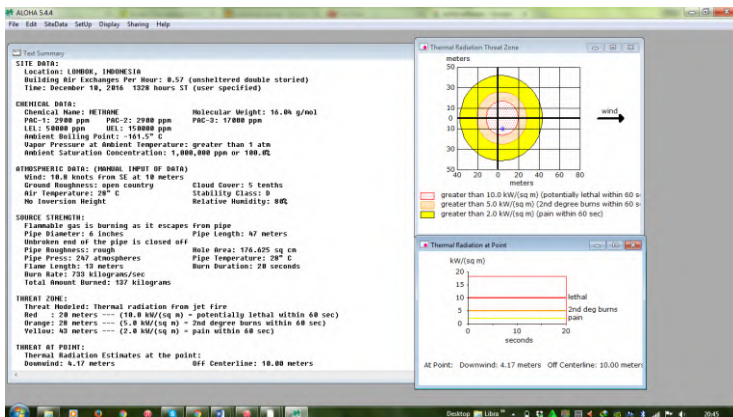 ALOHA 5.4.4
File Edit SiteData SetUp Display Sharing Help
Text Summary
SITE DATA:
Location: LOMBOK, INDONESIA
Building Air Exchanges Per Hour: 0.57 (unsheltered double storied)
Time: December 10, 2016 1328 hours ST (user specified)
CHEMICAL DATA:
Chemical Name: METHANE Molecular Weight: 16.04 g/mol
PAC-1: 2900 ppm PAC-2: 2900 ppm PAC-3: 17000 ppm
LEL: 50000 ppm UEL: 150000 ppm
Ambient Boiling Point: -161.5° C
Vapor Pressure at Ambient Temperature: greater than 1 atm
Ambient Saturation Concentration: 1,000,000 ppm or 100.0%
ATMOSPHERIC DATA: (MANUAL INPUT OF DATA)
Wind: 10.8 knots from SE at 10 meters
Ground Roughness: open country Cloud Cover: 5 tenths
Air Temperature: 28° C Stability Class: D
No Inversion Height Relative Humidity: 80%
SOURCE STRENGTH:
Flammable gas is burning as it escapes from pipe
Pipe Diameter: 6 inches Pipe Length: 47 meters
Unbroken end of the pipe is closed off
Pipe Roughness: rough Hole Area: 176.625 sq cm
Pipe Press: 247 atmospheres Pipe Temperature: 28° C
Flame Length: 13 meters Burn Duration: 20 seconds
Burn Rate: 733 kilograms/sec
Total Amount Burned: 137 kilograms
THREAT ZONE:
Threat Modeled: Thermal radiation from jet fire
Red : 20 meters --- (10.0 kW/(sq m) = potentially lethal within 60 sec)
Orange: 28 meters --- (5.0 kW/(sq m) = 2nd degree burns within 60 sec)
Yellow: 43 meters --- (2.0 kW/(sq m) = pain within 60 sec)
THREAT AT POINT:
Thermal Radiation Estimates at the point:
Downwind: 4.17 meters Off Centerline: 10.00 meters
Thermal Radiation Threat Zone
meters
50
30
10
0
10
30
50
40 20 0 20 40 60 80
meters
wind
greater than 10.0 kW/(sq m) (potentially lethal within 60 s
greater than 5.0 kW/(sq m) (2nd degree burns within 60 s
greater than 2.0 kW/(sq m) (pain within 60 sec)
Thermal Radiation at Point
kW/(sq m)
20
15
10
5
0
0 20
seconds
lethal
2nd deg burns
pain
At Point: Downwind: 4.17 meters Off Centerline: 10.00 meters
Desktop Libra
20:45